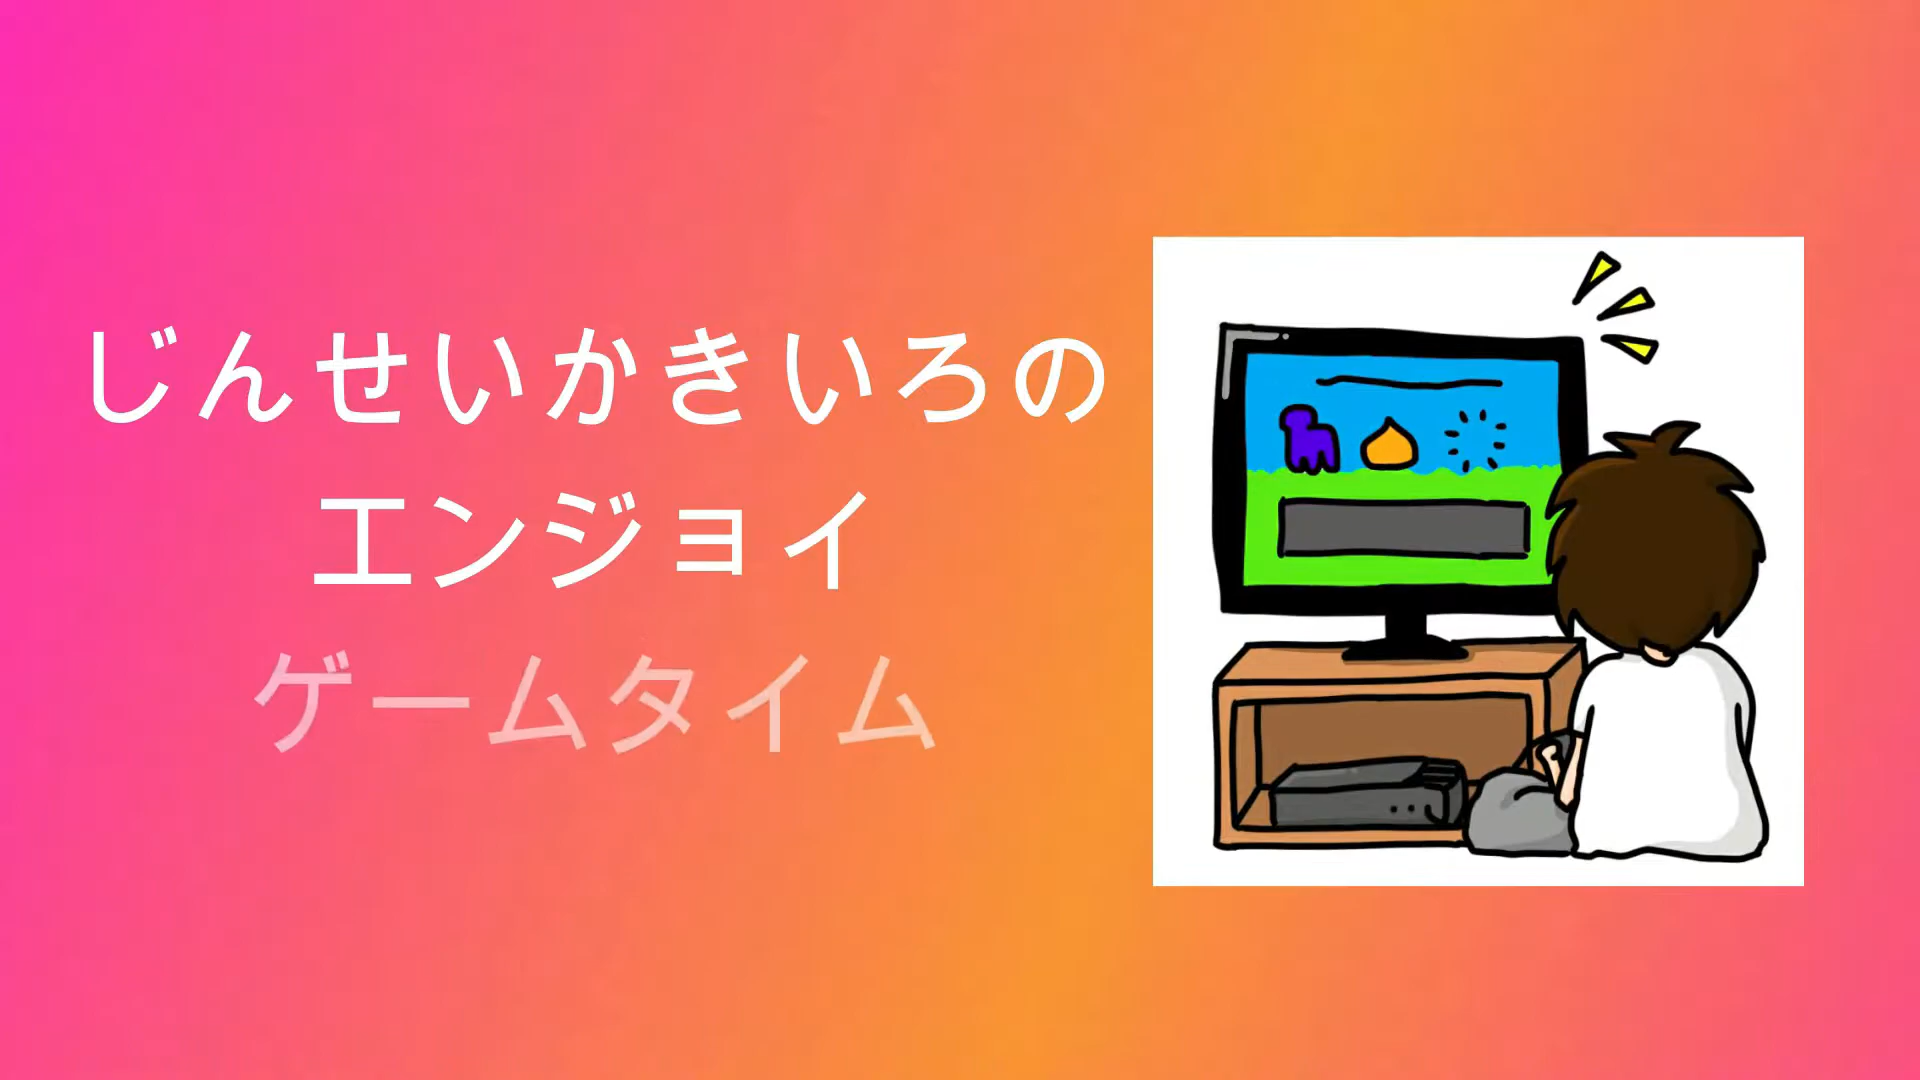 じんせいかきいろの
エンジョイ
ゲームタイム